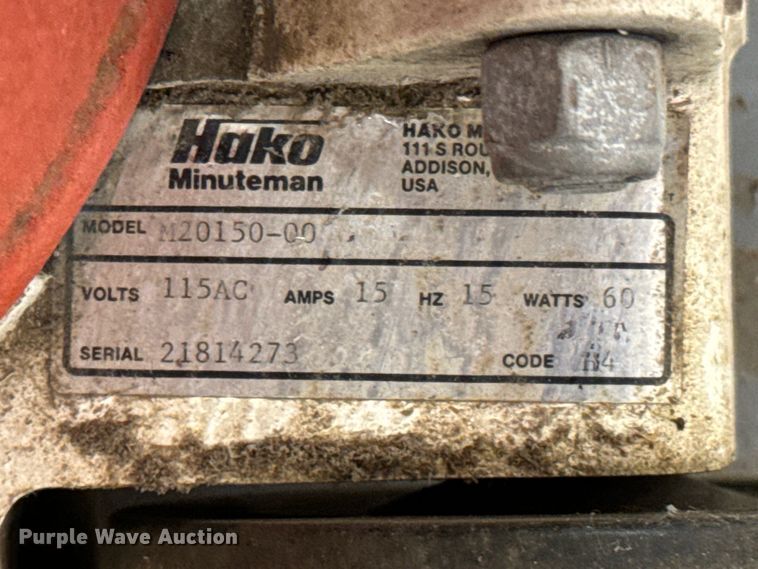 Hako
Minuteman
HAKO M
111 S ROU
ADDISON,
USA
MODEL M20150-00
VOLTS 115AC AMPS 15 HZ 15 WATTS 60
SERIAL 21814273 CODE H4
Purple Wave Auction